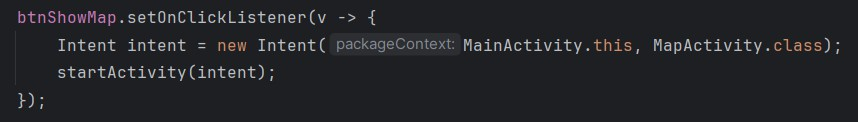 btnShowMap.setOnClickListener(v -> {
    Intent intent = new Intent( packageContext: MainActivity.this, MapActivity.class);
    startActivity(intent);
});